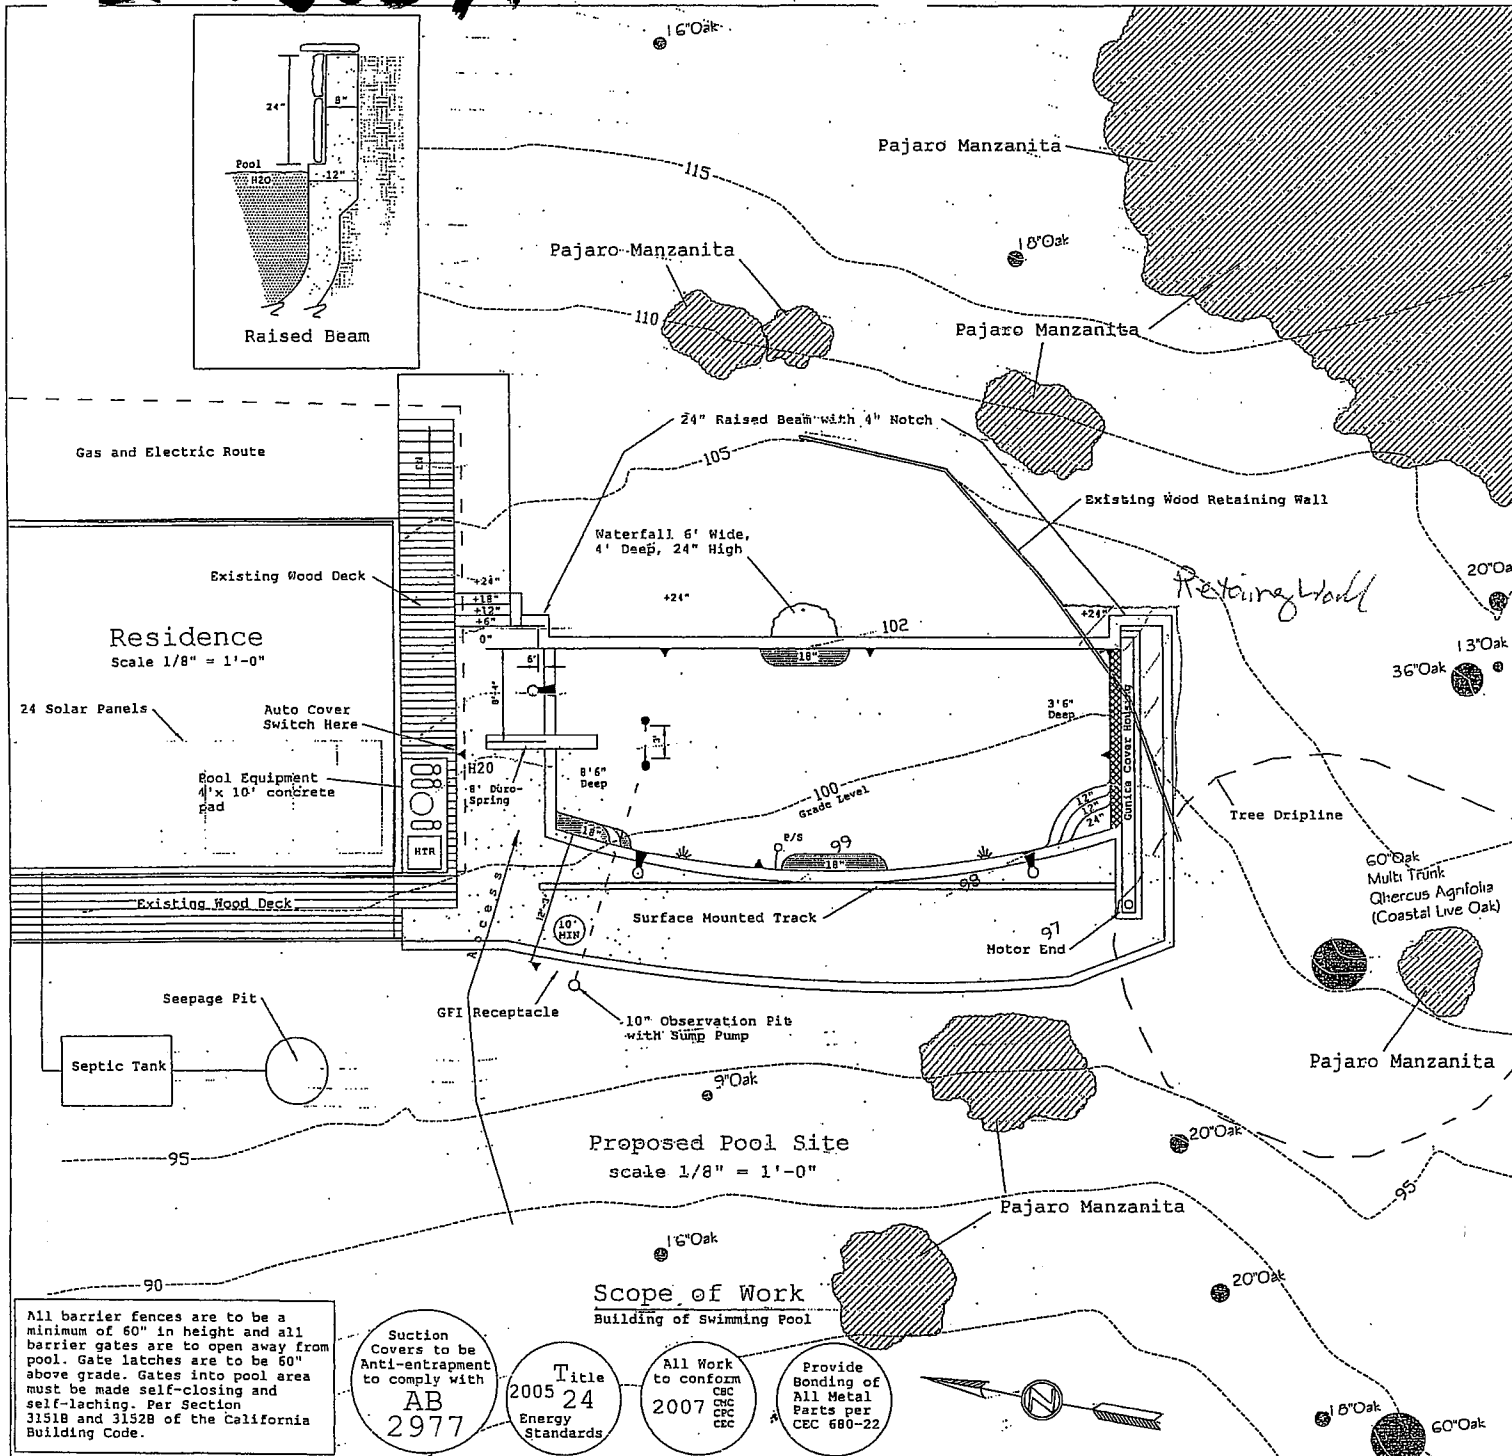 16"Oak
24"
8"
Pool
H2O
12"
Raised Beam
115
Pajaro Manzanita
Pajaro Manzanita
18"Oak
110
Pajaro Manzanita
24" Raised Beam with 4" Notch
Gas and Electric Route
105
Existing Wood Retaining Wall
Waterfall 6' Wide,
4' Deep, 24" High
Existing Wood Deck
+24"
+18"
+12"
+6"
0"
+24"
+24"
Retaining Wall
20"Oa
Residence
Scale 1/8" = 1'-0"
102
18"
6"
8'-4"
13"Oak
36"Oak
24 Solar Panels
Auto Cover
Switch Here
3'6"
Deep
Gunite Cover Housing
3'
H20
8' Duro-
Spring
8'6"
Deep
Pool Equipment
4'x 10' concrete
pad
100
Grade Level
12"
12"
24"
Tree Dripline
HTR
18"
P/S
99
18"
98
60"Oak
Multi Trunk
Qhercus Agrifolia
(Coastal Live Oak)
Existing Wood Deck
Access
10'
MIN
Surface Mounted Track
97
Motor End
Seepage Pit
GFI Receptacle
10" Observation Pit
with Sump Pump
Septic Tank
Pajaro Manzanita
9"Oak
20"Oak
95
Proposed Pool Site
scale 1/8" = 1'-0"
95
Pajaro Manzanita
16"Oak
90
20"Oak
Scope of Work
Building of Swimming Pool
All barrier fences are to be a
minimum of 60" in height and all
barrier gates are to open away from
pool. Gate latches are to be 60"
above grade. Gates into pool area
must be made self-closing and
self-laching. Per Section
3151B and 3152B of the California
Building Code.
Suction
Covers to be
Anti-entrapment
to comply with
AB
2977
Title
2005 24
Energy
Standards
All Work
to conform
2007
CBC
CMC
CPC
CEC
Provide
Bonding of
All Metal
Parts per
CEC 680-22
N
18"Oak
60"Oak